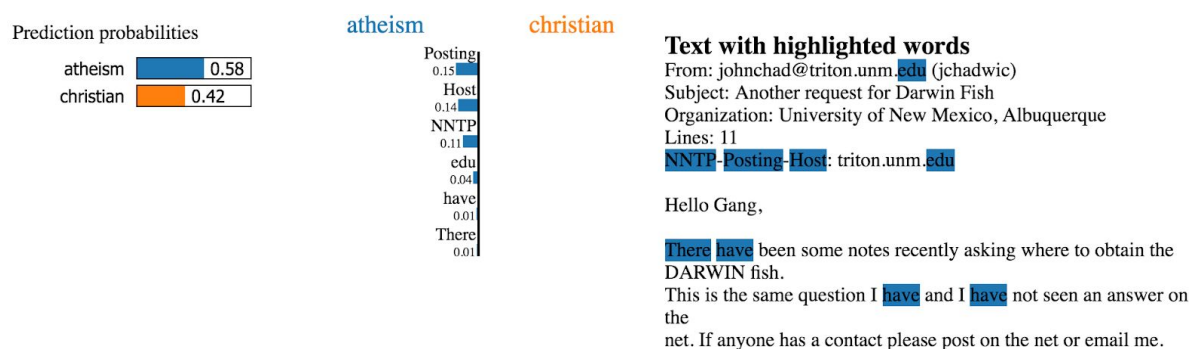 Prediction probabilities
atheism 0.58
christian 0.42
atheism christian
Posting
0.15
Host
0.14
NNTP
0.11
edu
0.04
have
0.01
There
0.01
Text with highlighted words
From: johnchad@triton.unm.edu (jchadwic)
Subject: Another request for Darwin Fish
Organization: University of New Mexico, Albuquerque
Lines: 11
NNTP-Posting-Host: triton.unm.edu
Hello Gang,
There have been some notes recently asking where to obtain the
DARWIN fish.
This is the same question I have and I have not seen an answer on
the
net. If anyone has a contact please post on the net or email me.